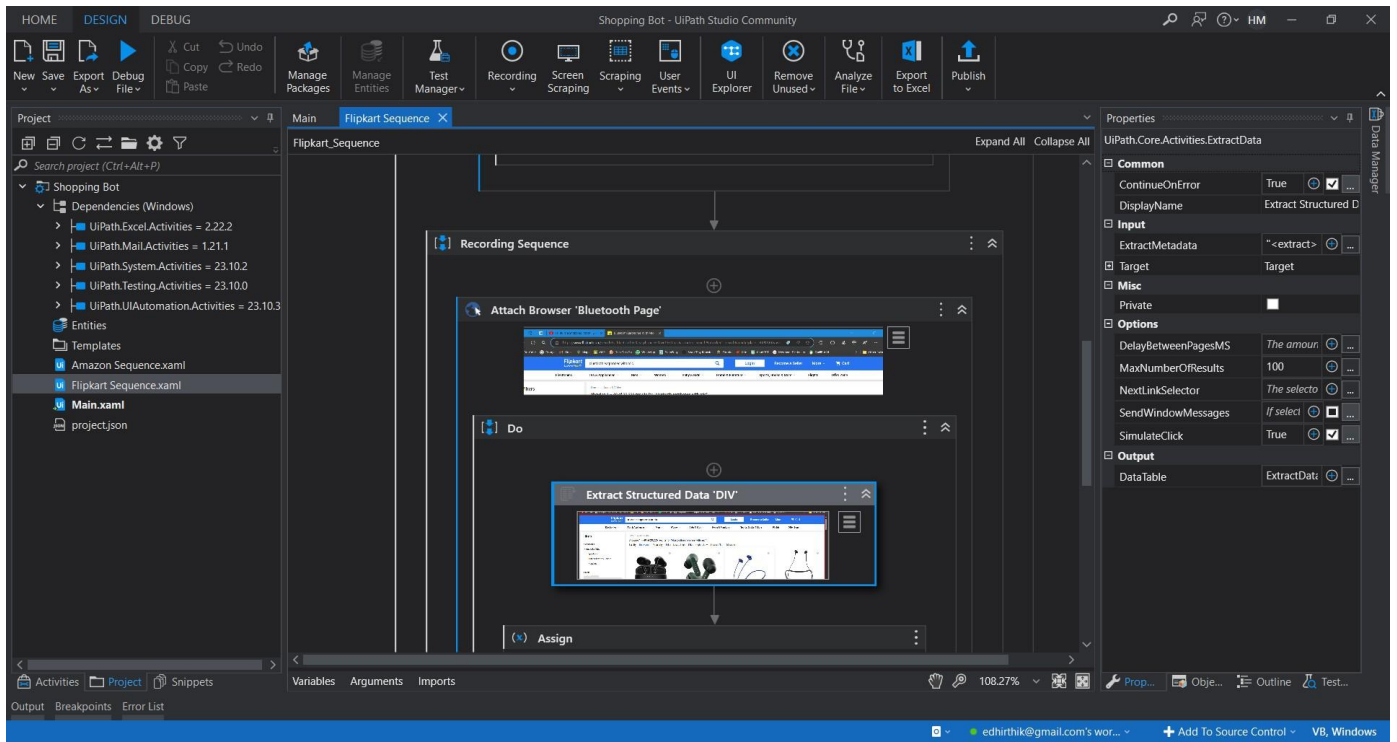 HOME DESIGN DEBUG Shopping Bot - UiPath Studio Community HM
New Save Export As Debug File
Cut Undo
Copy Redo
Paste
Manage Packages Manage Entities Test Manager Recording Screen Scraping Scraping User Events UI Explorer Remove Unused Analyze File Export to Excel Publish
Project
Search project (Ctrl+Alt+P)
Shopping Bot
Dependencies (Windows)
UiPath.Excel.Activities = 2.22.2
UiPath.Mail.Activities = 1.21.1
UiPath.System.Activities = 23.10.2
UiPath.Testing.Activities = 23.10.0
UiPath.UIAutomation.Activities = 23.10.3
Entities
Templates
Amazon Sequence.xaml
Flipkart Sequence.xaml
Main.xaml
project.json
Activities Project Snippets
Main Flipkart Sequence
Flipkart_Sequence Expand All Collapse All
Recording Sequence
Attach Browser 'Bluetooth Page'
Flipkart
Do
Extract Structured Data 'DIV'
Assign
Variables Arguments Imports 108.27%
Properties
UiPath.Core.Activities.ExtractData
Common
ContinueOnError True
DisplayName Extract Structured D
Input
ExtractMetadata "<extract>
Target Target
Misc
Private
Options
DelayBetweenPagesMS The amoun
MaxNumberOfResults 100
NextLinkSelector The selecto
SendWindowMessages If select
SimulateClick True
Output
DataTable ExtractData
Prop... Obje... Outline Test...
Data Manager
Output Breakpoints Error List
edhirthik@gmail.com's wor... Add To Source Control VB, Windows